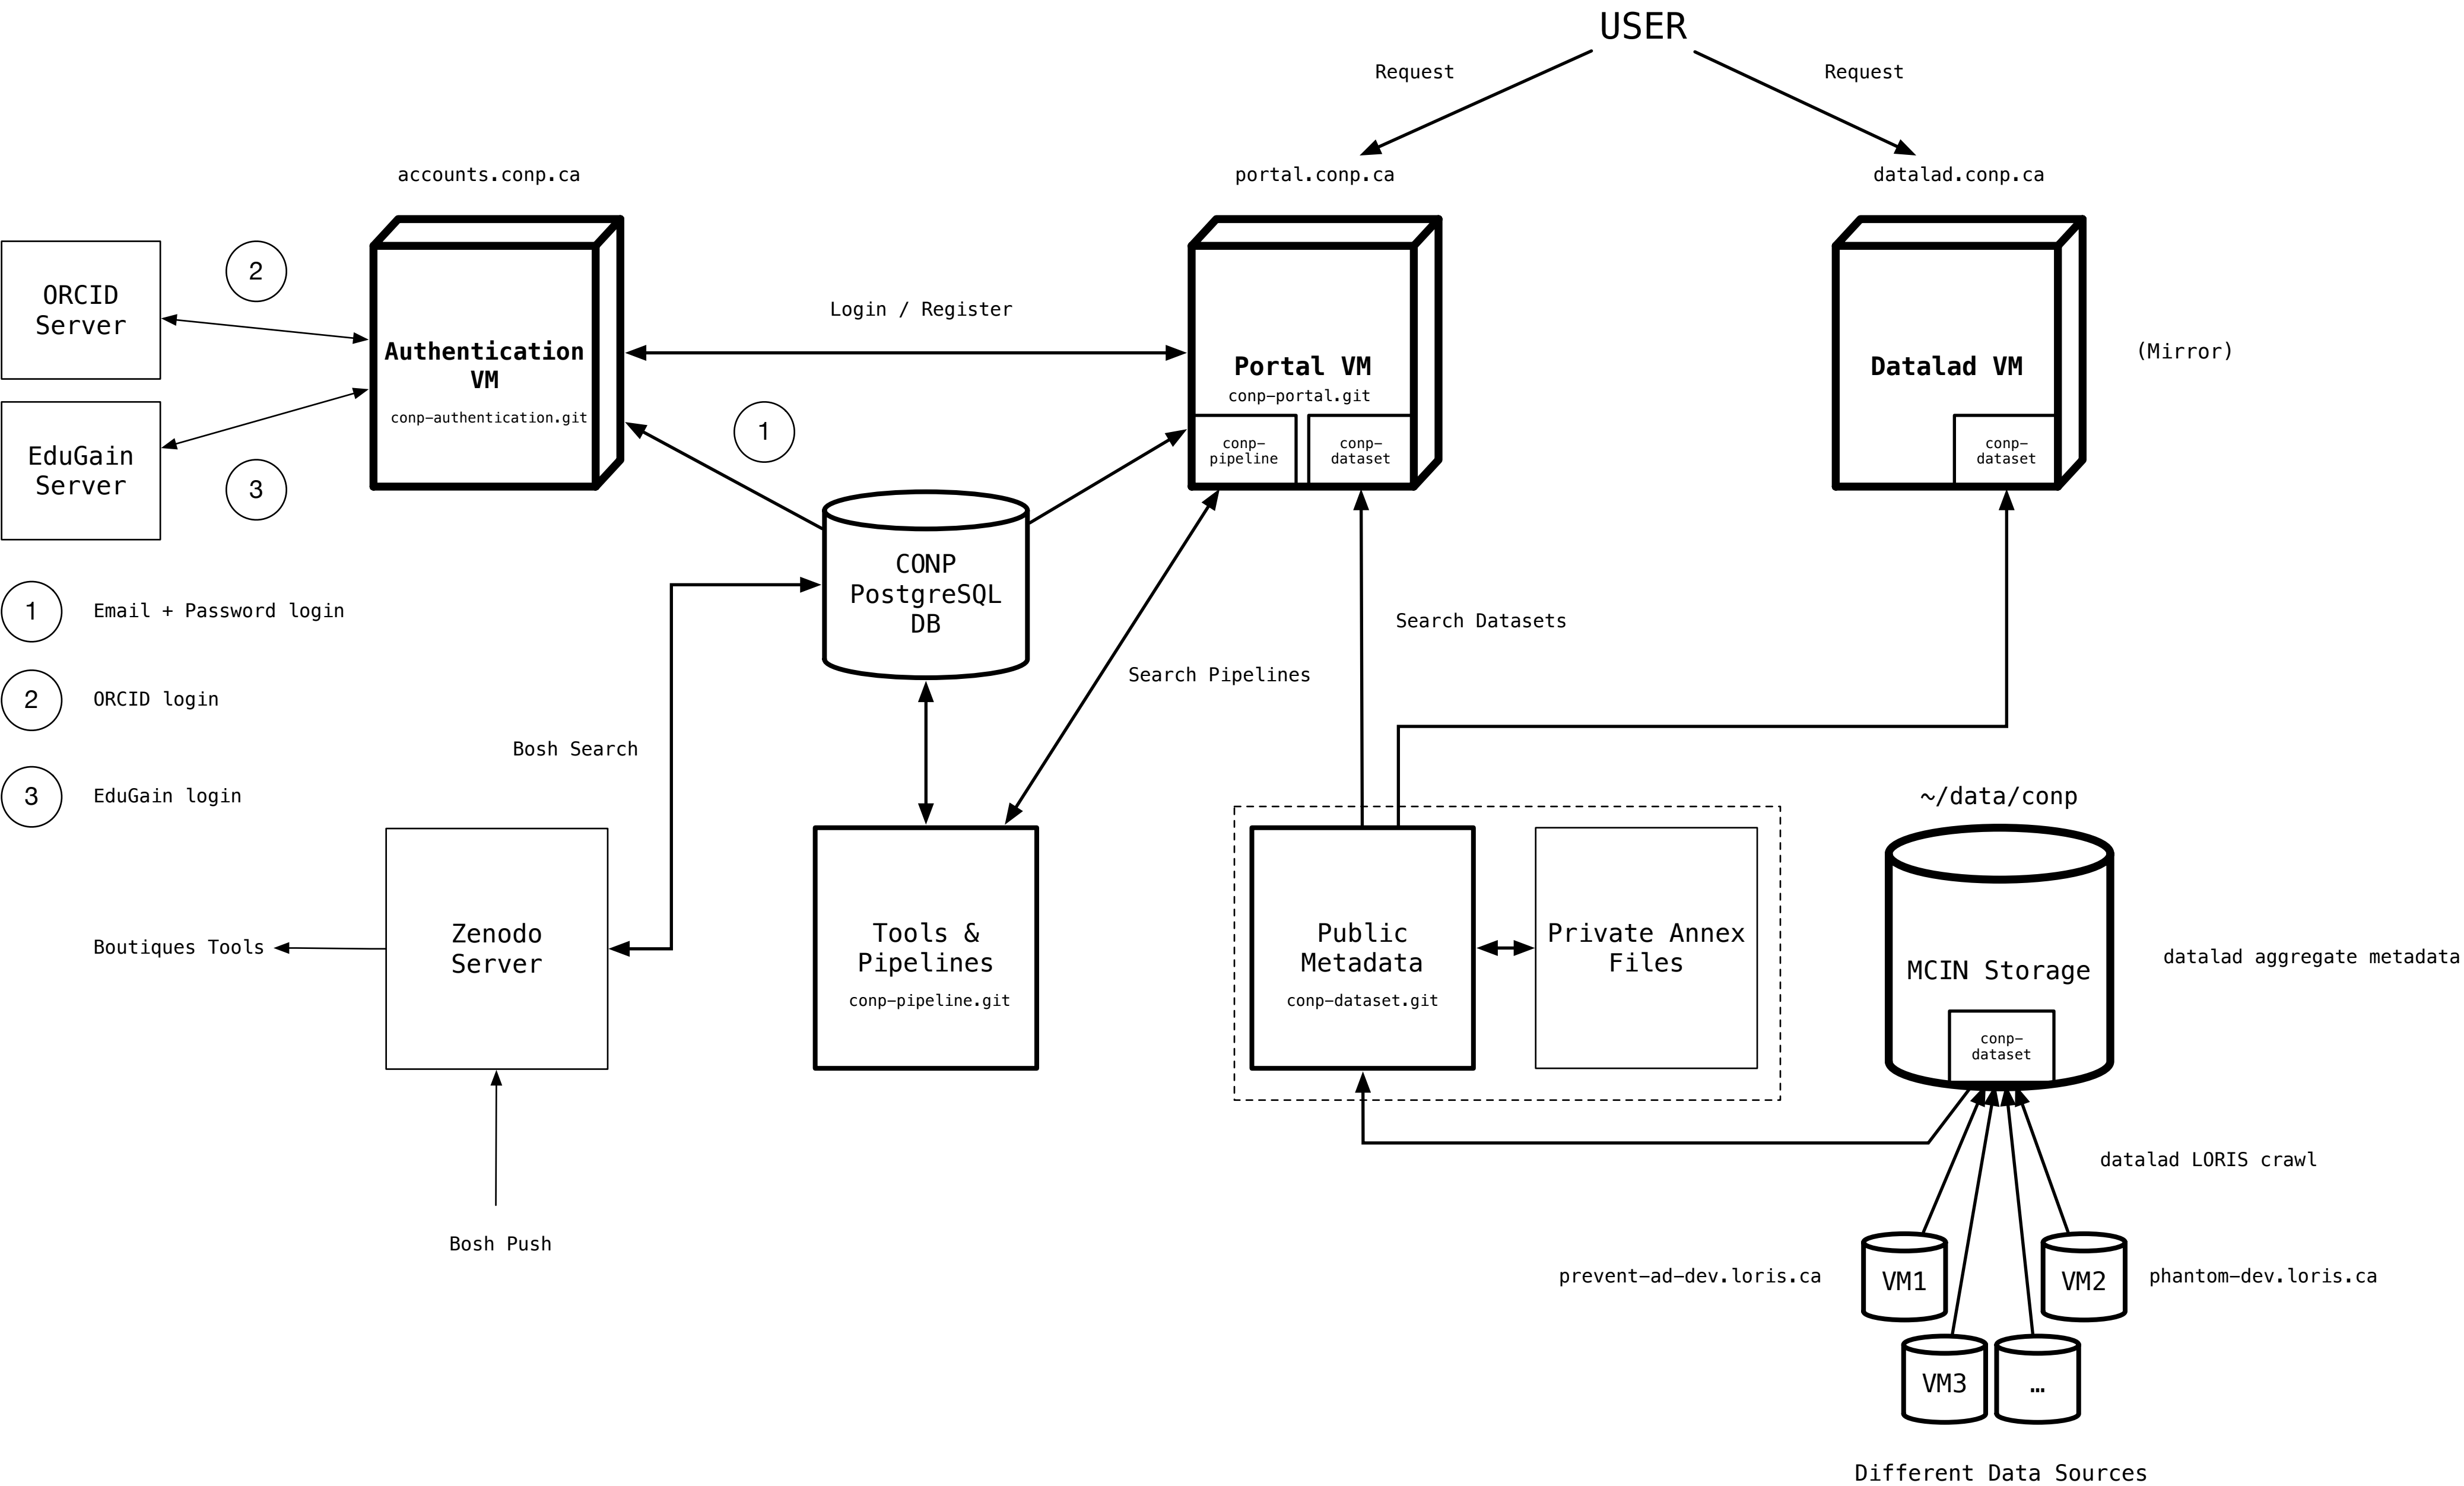 USER
Request
Request
accounts.conp.ca
portal.conp.ca
datalad.conp.ca
ORCID
Server
2
Authentication
VM
conp-authentication.git
Login / Register
Portal VM
conp-portal.git
conp-
pipeline
conp-
dataset
Datalad VM
conp-
dataset
(Mirror)
EduGain
Server
3
1
CONP
PostgreSQL
DB
1
Email + Password login
2
ORCID login
3
EduGain login
Search Datasets
Search Pipelines
Bosh Search
~/data/conp
Boutiques Tools
Zenodo
Server
Tools &
Pipelines
conp-pipeline.git
Public
Metadata
conp-dataset.git
Private Annex
Files
MCIN Storage
conp-
dataset
datalad aggregate metadata
datalad LORIS crawl
Bosh Push
prevent-ad-dev.loris.ca
VM1
VM2
phantom-dev.loris.ca
VM3
…
Different Data Sources